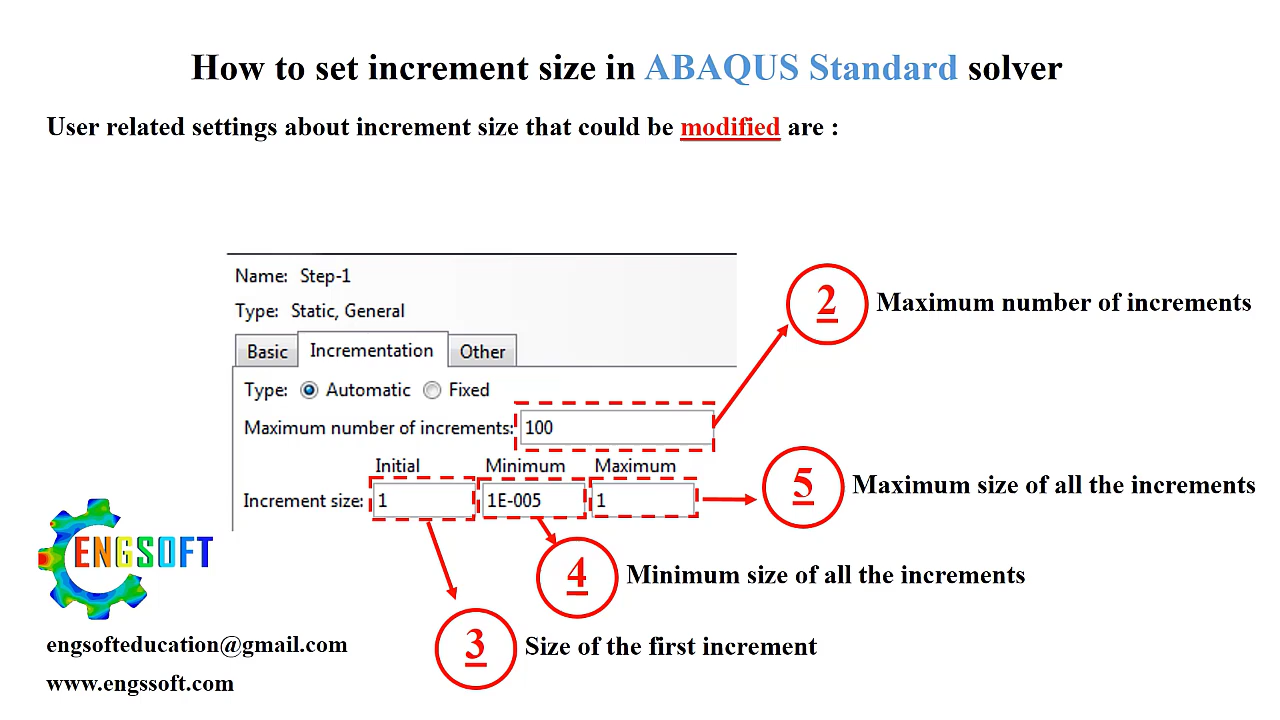 How to set increment size in ABAQUS Standard solver
User related settings about increment size that could be modified are :
Name: Step-1
Type: Static, General
Basic Incrementation Other
Type: Automatic Fixed
Maximum number of increments: 100
Initial Minimum Maximum
Increment size: 1 1E-005 1
2 Maximum number of increments
5 Maximum size of all the increments
4 Minimum size of all the increments
3 Size of the first increment
ENGSOFT
engsofteducation@gmail.com
www.engssoft.com